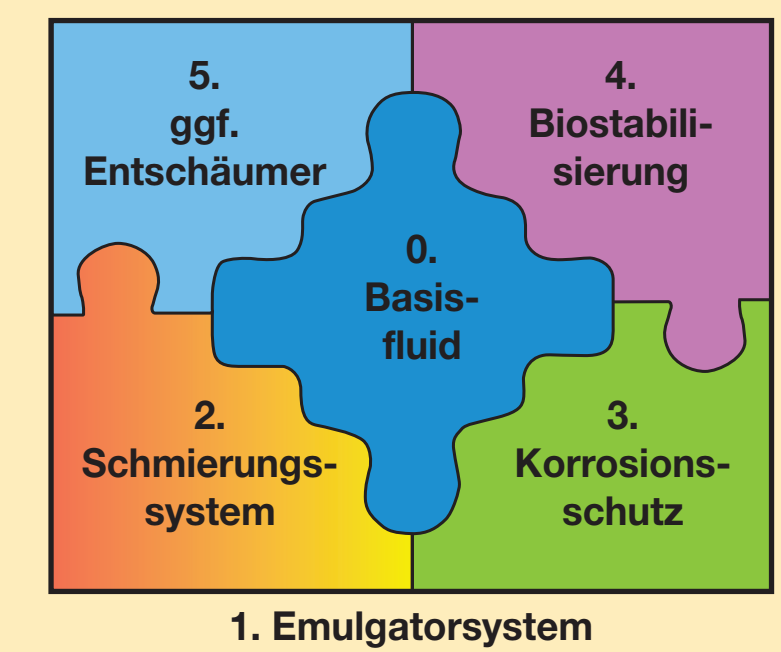 5.
ggf.
Entschäumer
4.
Biostabili-
sierung
0.
Basis-
fluid
2.
Schmierungs-
system
3.
Korrosions-
schutz
1. Emulgatorsystem